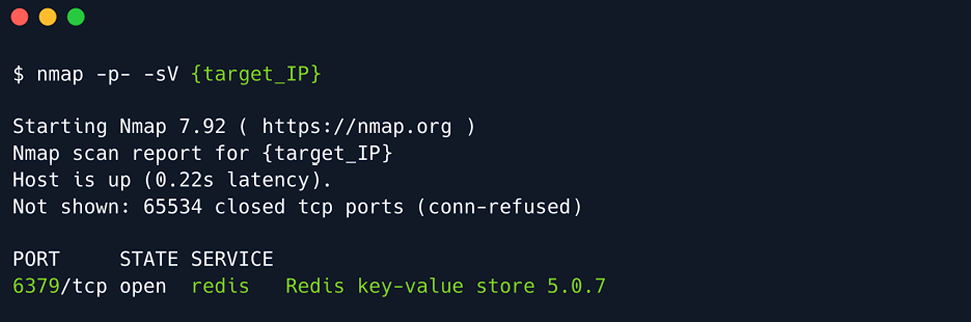 $ nmap -p- -sV {target_IP}
Starting Nmap 7.92 ( https://nmap.org )
Nmap scan report for {target_IP}
Host is up (0.22s latency).
Not shown: 65534 closed tcp ports (conn-refused)
PORT     STATE SERVICE
6379/tcp open  redis   Redis key-value store 5.0.7